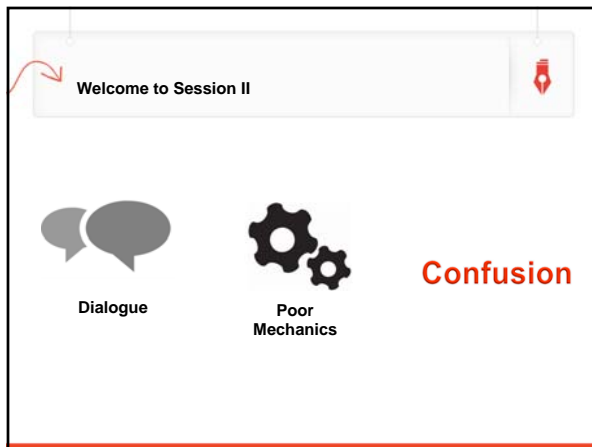 Welcome to Session II
Dialogue
Poor
Mechanics
Confusion